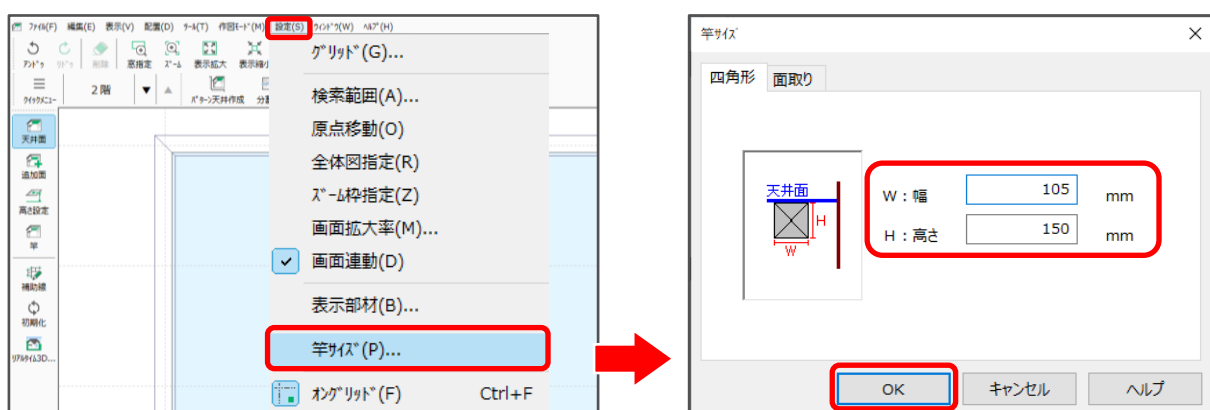 ﾌｧｲﾙ(F) 編集(E) 表示(V) 配置(D) ﾂｰﾙ(T) 作図ﾓｰﾄﾞ(M) 設定(S) ｳｨﾝﾄﾞｳ(W) ﾍﾙﾌﾟ(H)
ｱﾝﾄﾞｩ ﾘﾄﾞｩ 削除 窓指定 ｽﾞｰﾑ 表示拡大 表示縮小
ｸｲｯｸﾒﾆｭｰ 2階 ▼ ▲ ﾊﾟﾀｰﾝ天井作成
天井面
追加面
高さ設定
竿
補助線
初期化
ﾘｱﾙﾀｲﾑ3D...
ｸﾞﾘｯﾄﾞ(G)...
検索範囲(A)...
原点移動(O)
全体図指定(R)
ｽﾞｰﾑ枠指定(Z)
画面拡大率(M)...
画面連動(D)
表示部材(B)...
竿ｻｲｽﾞ(P)...
ｵﾝｸﾞﾘｯﾄﾞ(F) Ctrl+F
竿ｻｲｽﾞ
四角形 面取り
天井面
H
W
W：幅 105 mm
H：高さ 150 mm
OK キャンセル ヘルプ